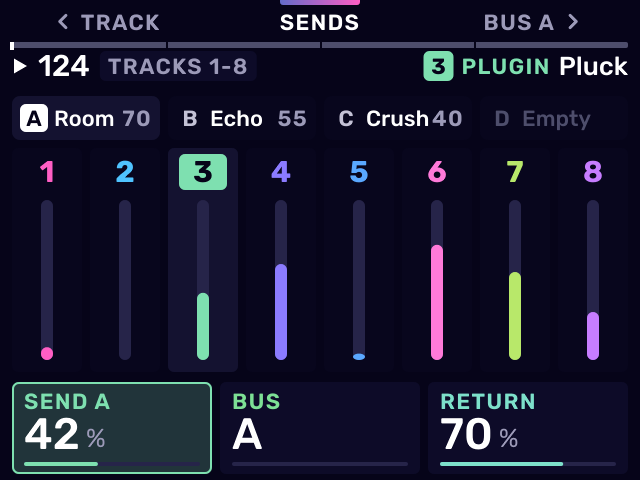 TRACK SENDS BUS A
124 TRACKS 1-8 3 PLUGIN Pluck
A Room 70 B Echo 55 C Crush 40 D Empty
1 2 3 4 5 6 7 8
SEND A BUS RETURN
42 % A 70 %